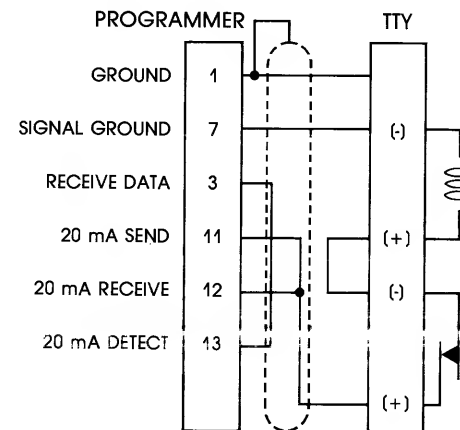 PROGRAMMER TTY
GROUND 1
SIGNAL GROUND 7 (-)
RECEIVE DATA 3
20 mA SEND 11 (+)
20 mA RECEIVE 12 (-)
20 mA DETECT 13
(+)